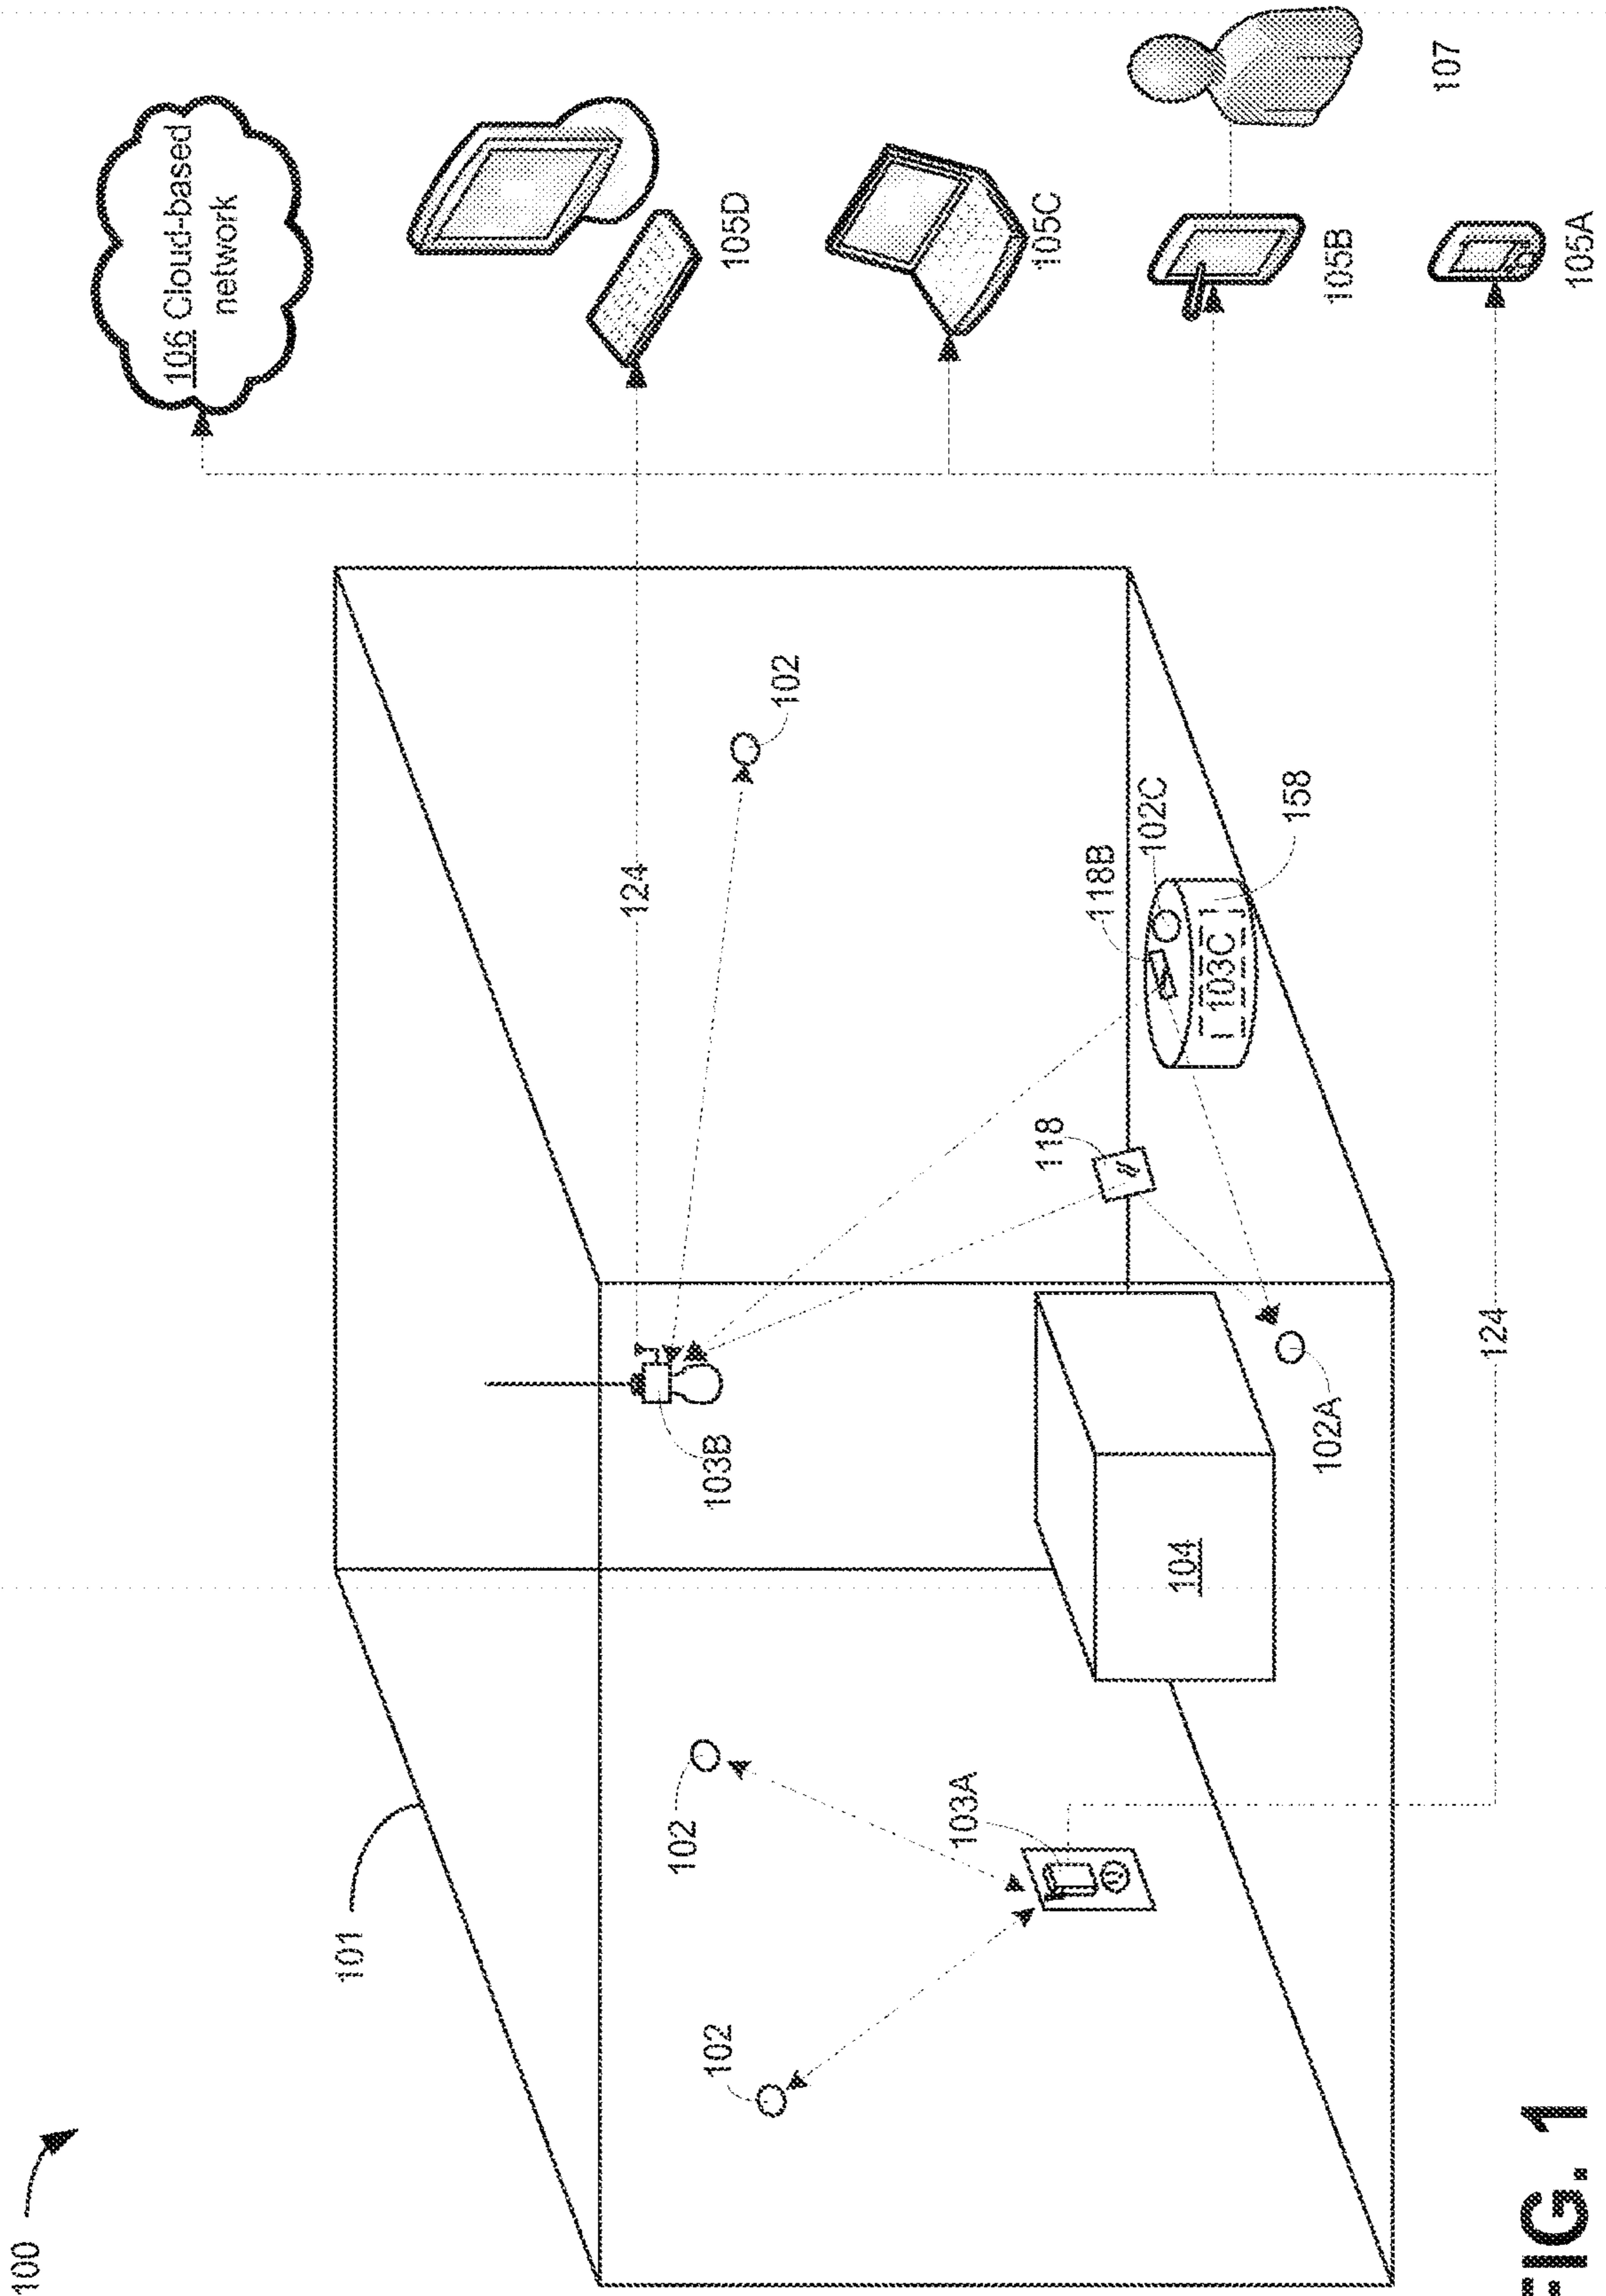 100
101
106 Cloud-based
network
105D
105C
105B
105A
107
124
102
102
102
103B
103A
118
118B
102C
158
103C
102A
104
124
FIG. 1